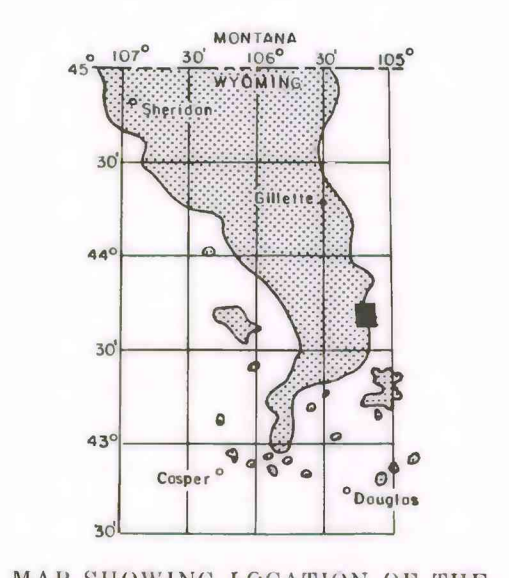 MONTANA
107° 30' 106° 30' 105°
45°
WYOMING
Sheridan
30'
Gillette
44°
30'
43°
Casper
Douglas
30'
MAP SHOWING LOCATION OF THE